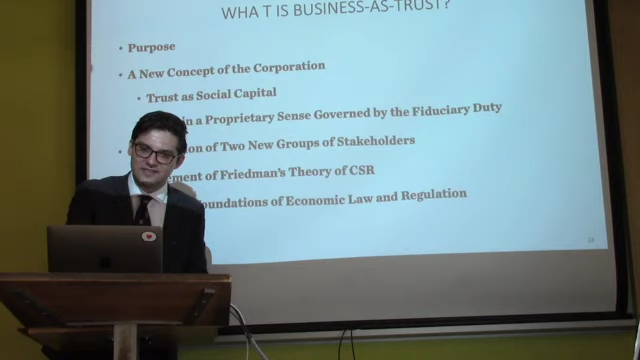 WHA T IS BUSINESS-AS-TRUST?
• Purpose
• A New Concept of the Corporation
• Trust as Social Capital
in a Proprietary Sense Governed by the Fiduciary Duty
of Two New Groups of Stakeholders
of Friedman's Theory of CSR
of Economic Law and Regulation